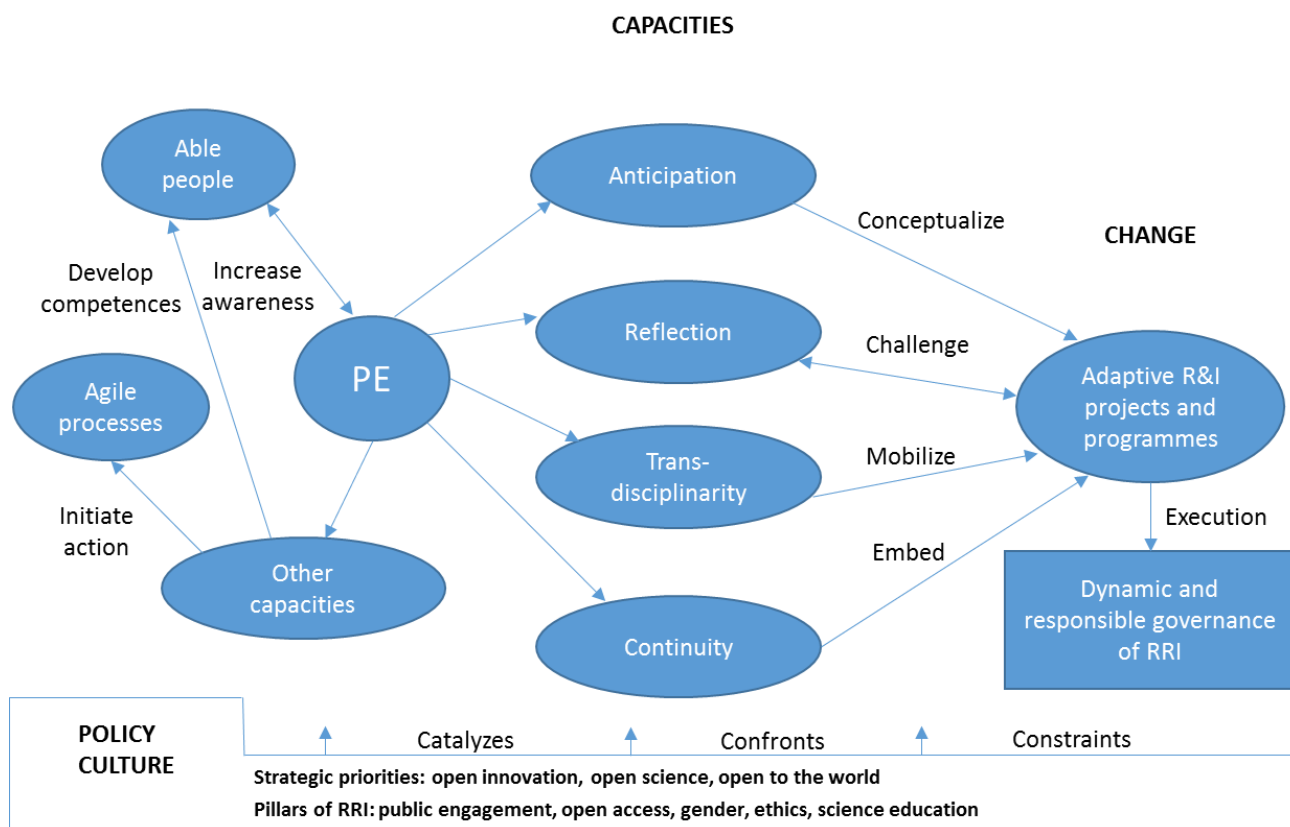 CAPACITIES
Able
people
Anticipation
Conceptualize
CHANGE
Develop
competences
Increase
awareness
Reflection
Challenge
PE
Agile
processes
Adaptive R&I
projects and
programmes
Trans-
disciplinarity
Mobilize
Initiate
action
Execution
Embed
Other
capacities
Continuity
Dynamic and
responsible governance
of RRI
POLICY
CULTURE
Catalyzes
Confronts
Constraints
Strategic priorities: open innovation, open science, open to the world
Pillars of RRI: public engagement, open access, gender, ethics, science education